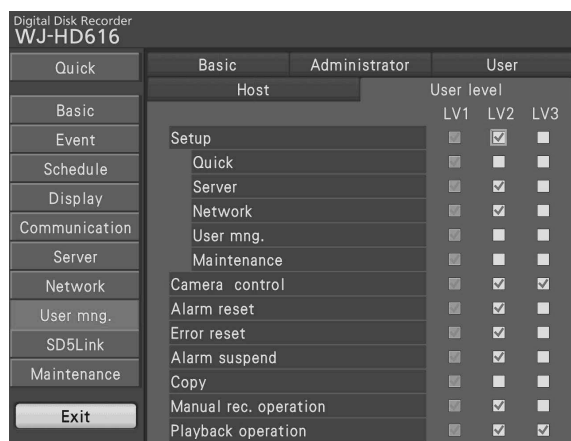 Digital Disk Recorder
WJ-HD616
Quick
Basic
Event
Schedule
Display
Communication
Server
Network
User mng.
SD5Link
Maintenance
Exit
Basic Administrator User
Host User level
LV1 LV2 LV3
Setup
Quick
Server
Network
User mng.
Maintenance
Camera control
Alarm reset
Error reset
Alarm suspend
Copy
Manual rec. operation
Playback operation